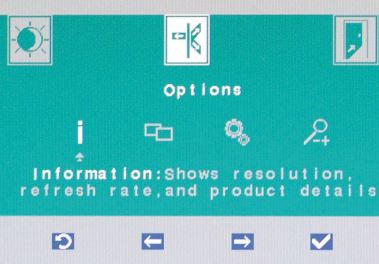 Options
i
Information:Shows resolution,
refresh rate,and product details